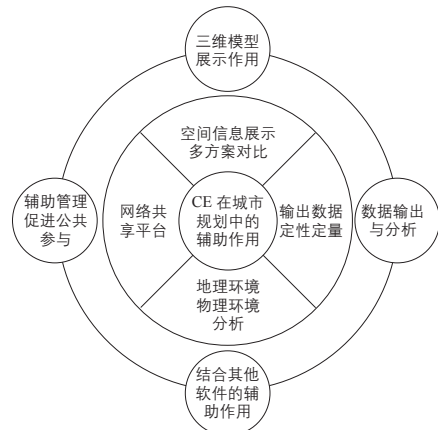 三维模型
展示作用
空间信息展示
多方案对比
辅助管理
促进公共
参与
网络共
享平台
CE 在城市
规划中的
辅助作用
输出数据
定性定量
数据输出
与分析
地理环境
物理环境
分析
结合其他
软件的辅
助作用